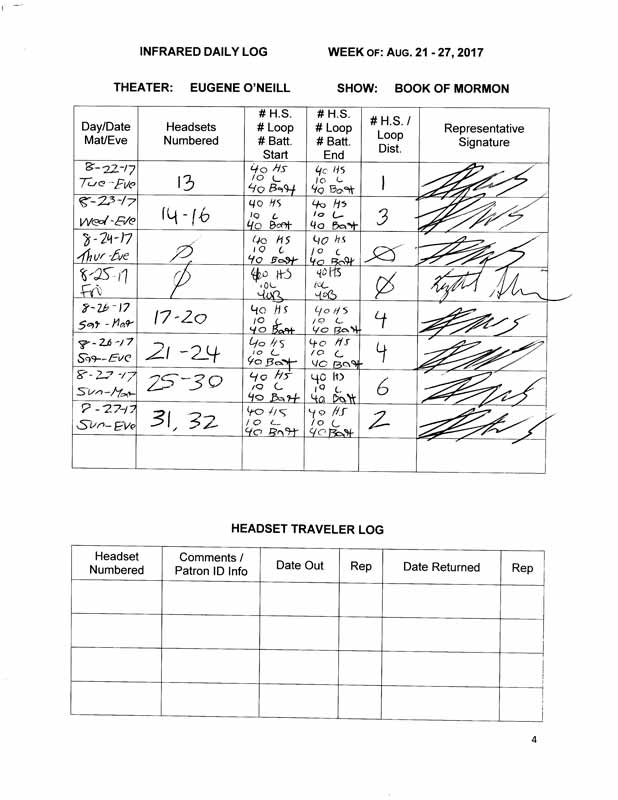 INFRARED DAILY LOG WEEK OF: AUG. 21 - 27, 2017
THEATER: EUGENE O'NEILL SHOW: BOOK OF MORMON
Day/Date Mat/Eve Headsets Numbered # H.S. # Loop # Batt. Start # H.S. # Loop # Batt. End # H.S. / Loop Dist. Representative Signature
8-22-17 40 HS 40 HS
Tue-Eve 13 10 L 10 L 1
40 Batt 40 Batt
8-23-17 40 HS 40 HS
Wed-Eve 14-16 10 L 10 L 3
40 Batt 40 Batt
8-24-17 40 HS 40 HS
Thur-Eve Ø 10 L 10 L Ø
40 Batt 40 Batt
8-25-17 40 HS 40HS
Fri Ø 10L 10L Ø
40B 40B
8-26-17 40 HS 40 HS
Sat-Mat 17-20 10 L 10 L 4
40 Batt 40 Batt
8-26-17 40 HS 40 HS
Sat-Eve 21-24 10 L 10 L 4
40 Batt 40 Batt
8-27-17 40 HS 40 HS
Sun-Mat 25-30 10 L 10 L 6
40 Batt 40 Batt
8-27-17 40 HS 40 HS
Sun-Eve 31, 32 10 L 10 L 2
40 Batt 40 Batt
HEADSET TRAVELER LOG
Headset Numbered Comments / Patron ID Info Date Out Rep Date Returned Rep
4